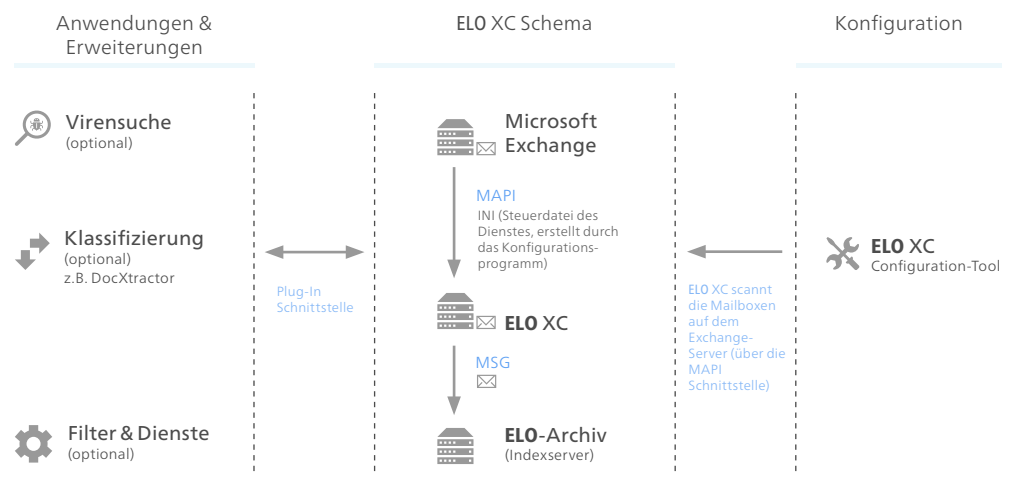 Anwendungen &
Erweiterungen
ELO XC Schema
Konfiguration
Virensuche
(optional)
Klassifizierung
(optional)
z.B. DocXtractor
Filter & Dienste
(optional)
Plug-In
Schnittstelle
Microsoft
Exchange
MAPI
INI (Steuerdatei des
Dienstes, erstellt durch
das Konfigurations-
programm)
ELO XC
MSG
ELO-Archiv
(Indexserver)
ELO XC scannt
die Mailboxen
auf dem
Exchange-
Server (über die
MAPI
Schnittstelle)
ELO XC
Configuration-Tool